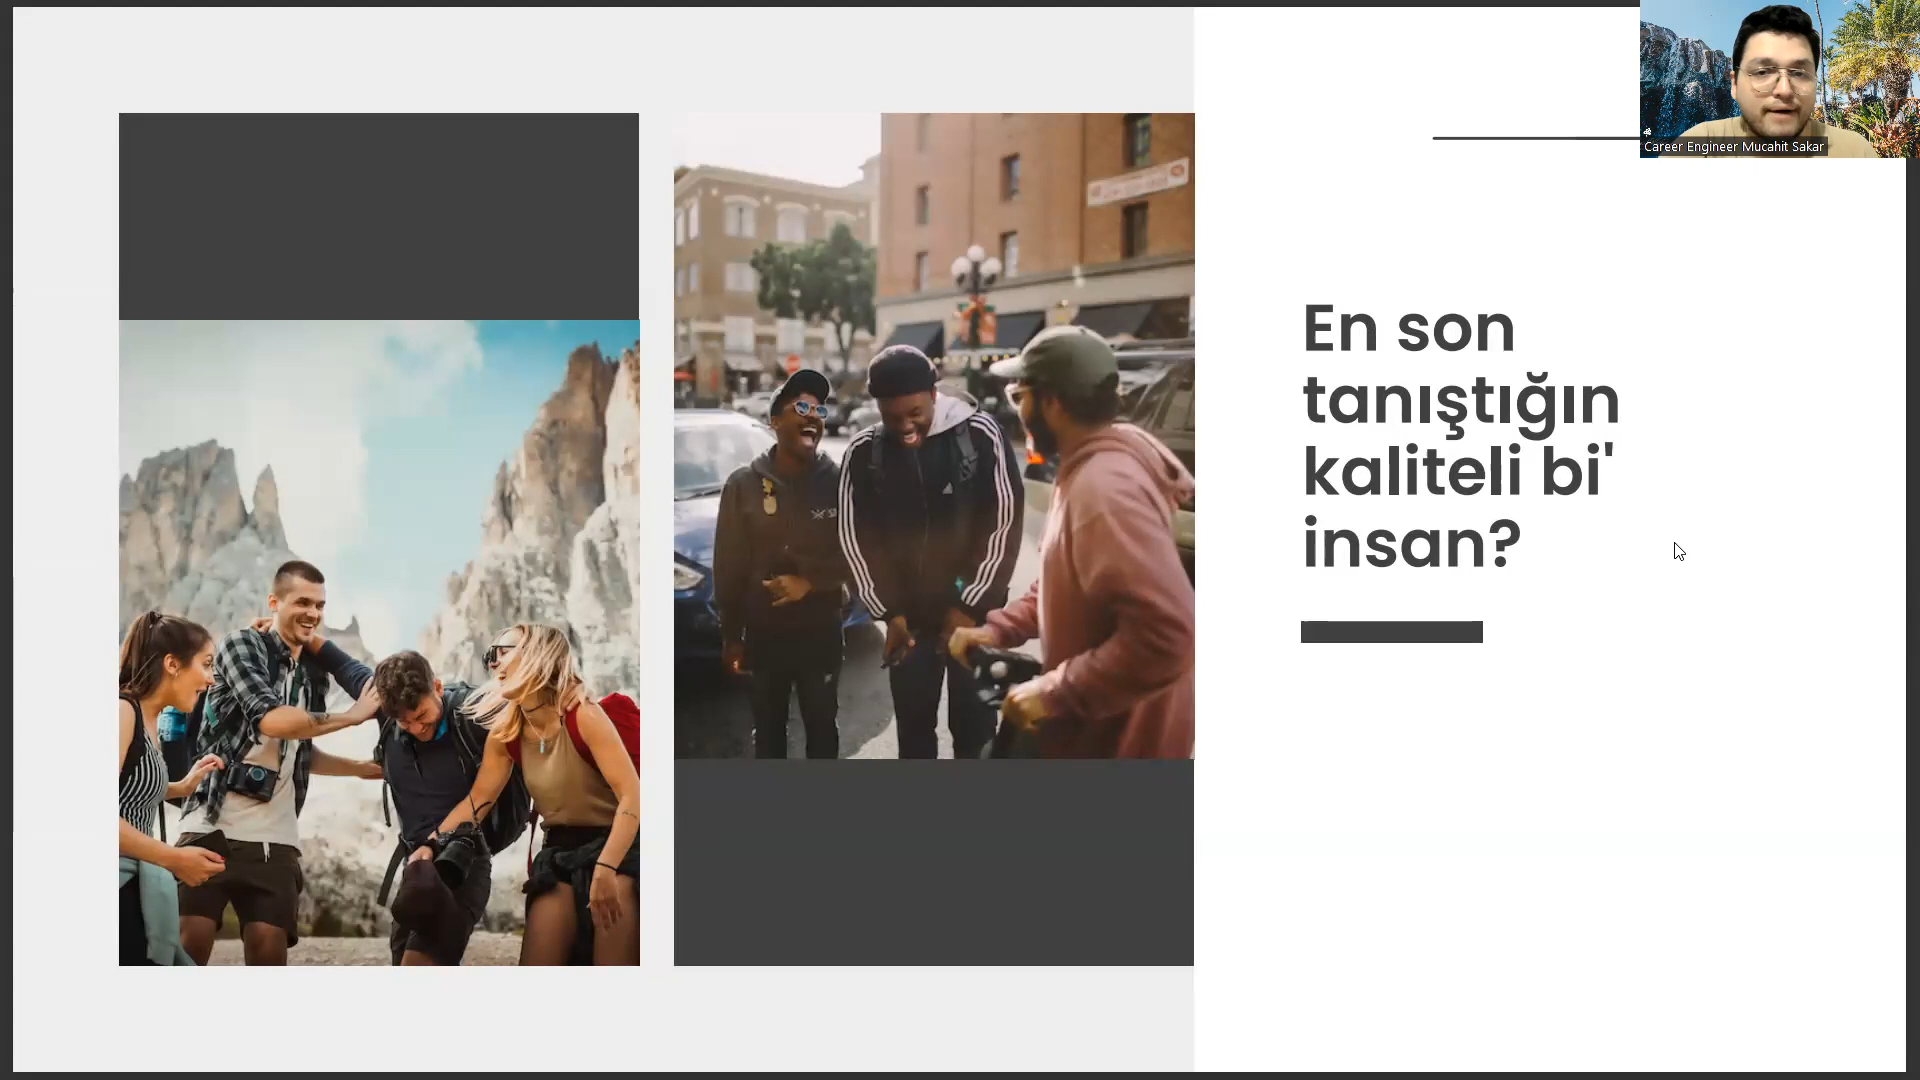 En son
tanıştığın
kaliteli bi'
insan?
Career Engineer Mucahit Sakar